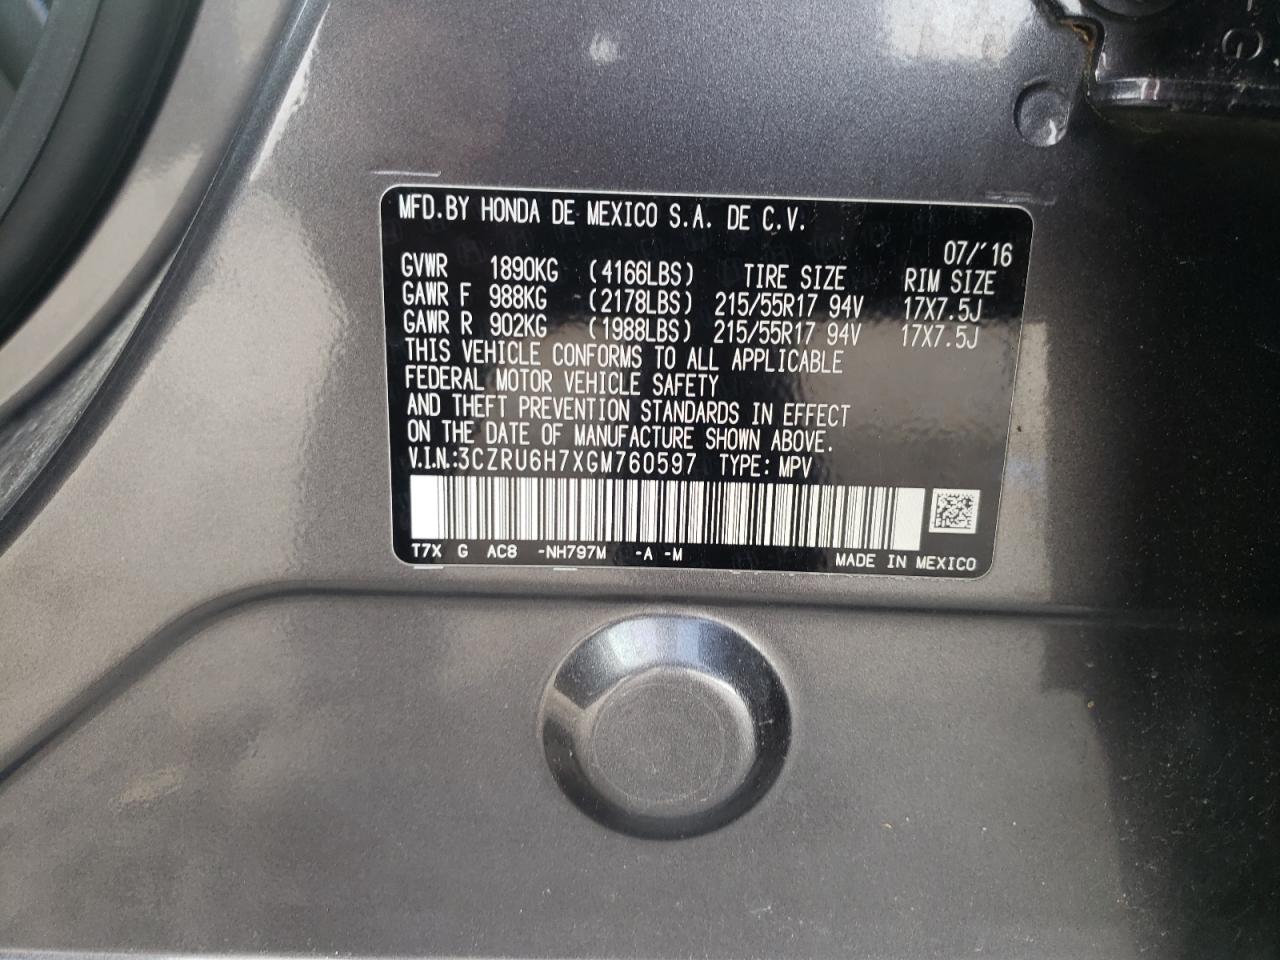 MFD.BY HONDA DE MEXICO S.A. DE C.V.
07/'16
GVWR 1890KG (4166LBS) TIRE SIZE RIM SIZE
GAWR F 988KG (2178LBS) 215/55R17 94V 17X7.5J
GAWR R 902KG (1988LBS) 215/55R17 94V 17X7.5J
THIS VEHICLE CONFORMS TO ALL APPLICABLE
FEDERAL MOTOR VEHICLE SAFETY
AND THEFT PREVENTION STANDARDS IN EFFECT
ON THE DATE OF MANUFACTURE SHOWN ABOVE.
V.I.N.:3CZRU6H7XGM760597 TYPE: MPV
T7X G AC8 -NH797M -A -M MADE IN MEXICO